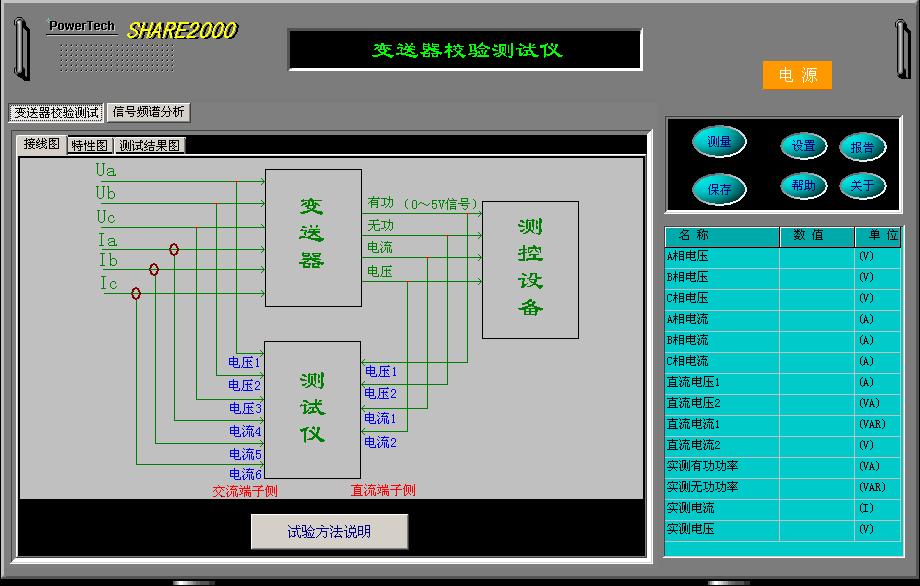 PowerTech SHARE2000
变送器校验测试仪
电 源
变送器校验测试 信号频谱分析
接线图 特性图 测试结果图
测量 设置 报告
保存 帮助 关于
Ua
Ub
Uc
Ia
Ib
Ic
变送器
有功 (0～5V信号)
无功
电流
电压
测控设备
电压1
电压2
电压3
电流4
电流5
电流6
测试仪
电压1
电压2
电流1
电流2
交流端子侧 直流端子侧
试验方法说明
名 称 数 值 单 位
A相电压 (V)
B相电压 (V)
C相电压 (V)
A相电流 (A)
B相电流 (A)
C相电流 (A)
直流电压1 (A)
直流电压2 (VA)
直流电流1 (VAR)
直流电流2 (V)
实测有功功率 (VA)
实测无功功率 (VAR)
实测电流 (I)
实测电压 (V)